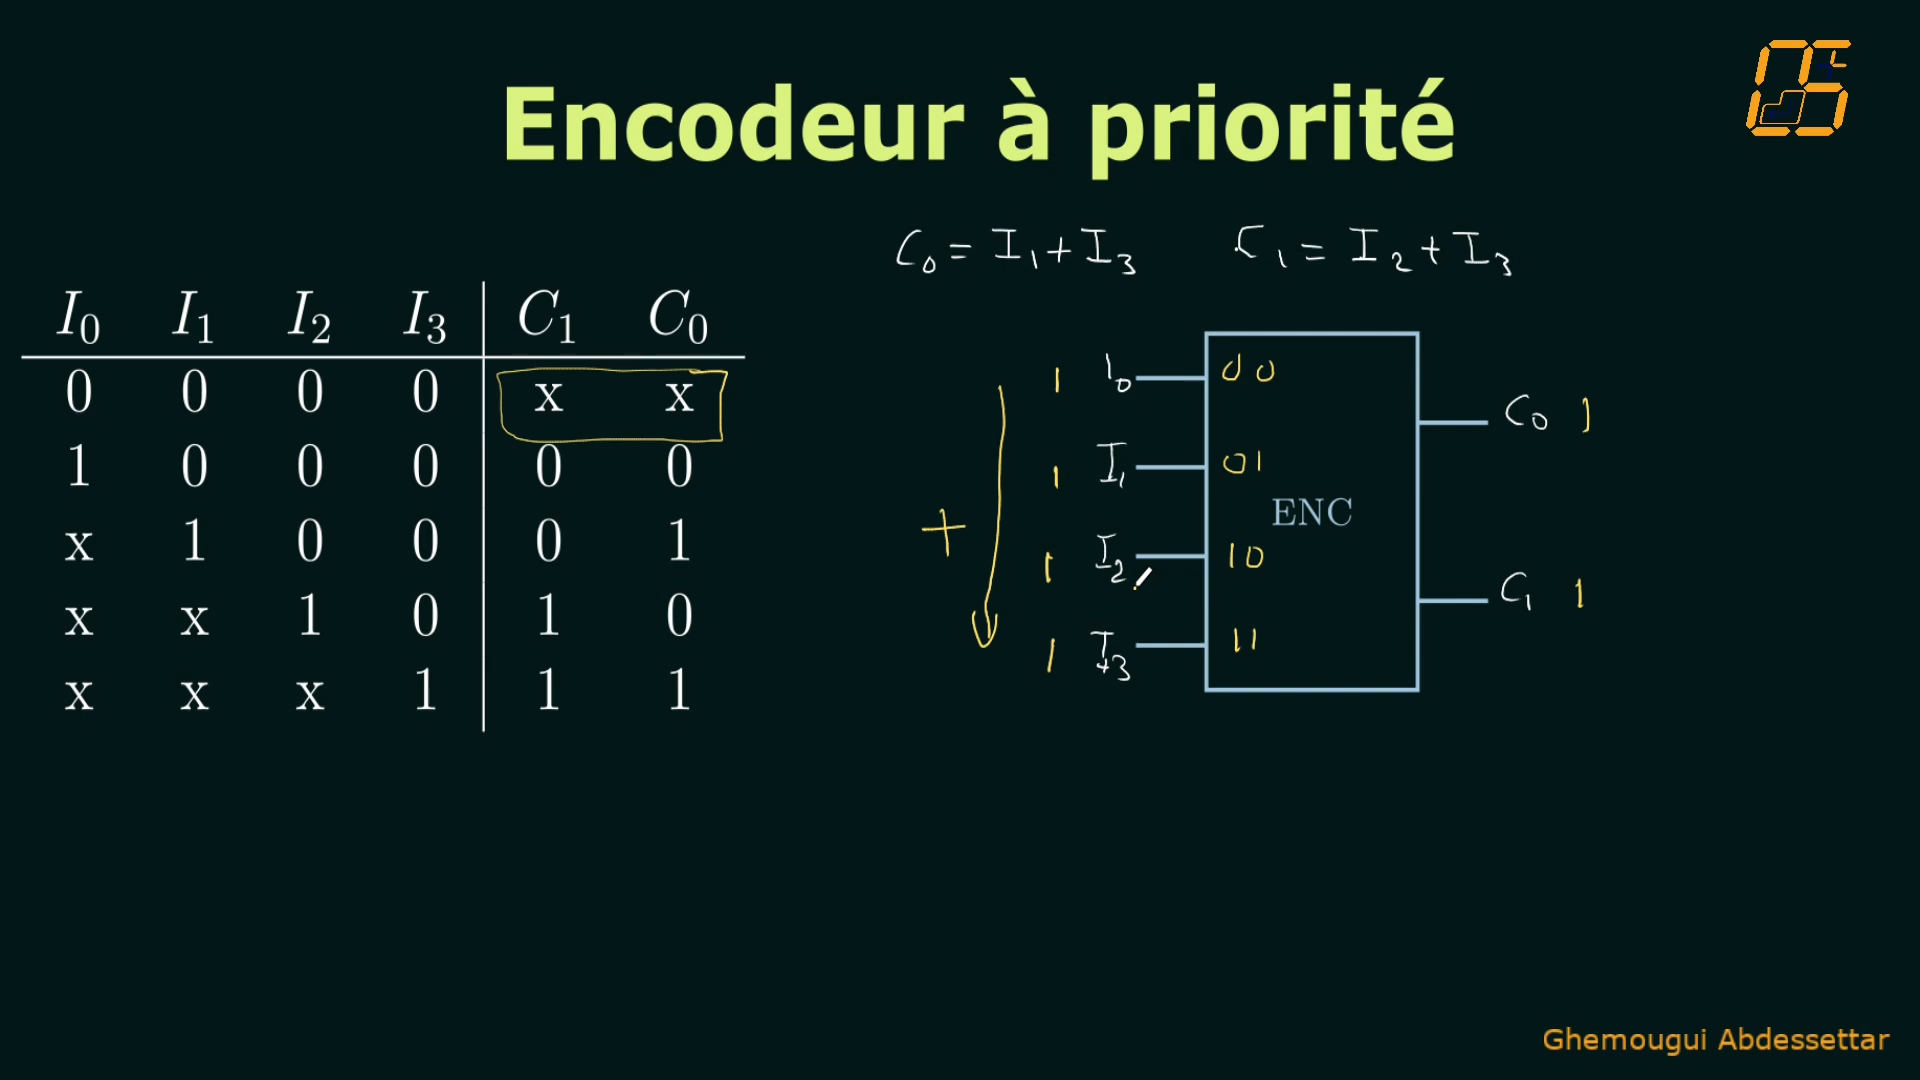 Encodeur à priorité
C₀ = I₁ + I₃ C₁ = I₂ + I₃
I₀ I₁ I₂ I₃ C₁ C₀
0 0 0 0 x x
1 0 0 0 0 0
x 1 0 0 0 1
x x 1 0 1 0
x x x 1 1 1
1 I₀ 00
C₀ 1
1 I₁ 01
ENC
+
1 I₂ 10
C₁ 1
1 I₃ 11
Ghemougui Abdessettar